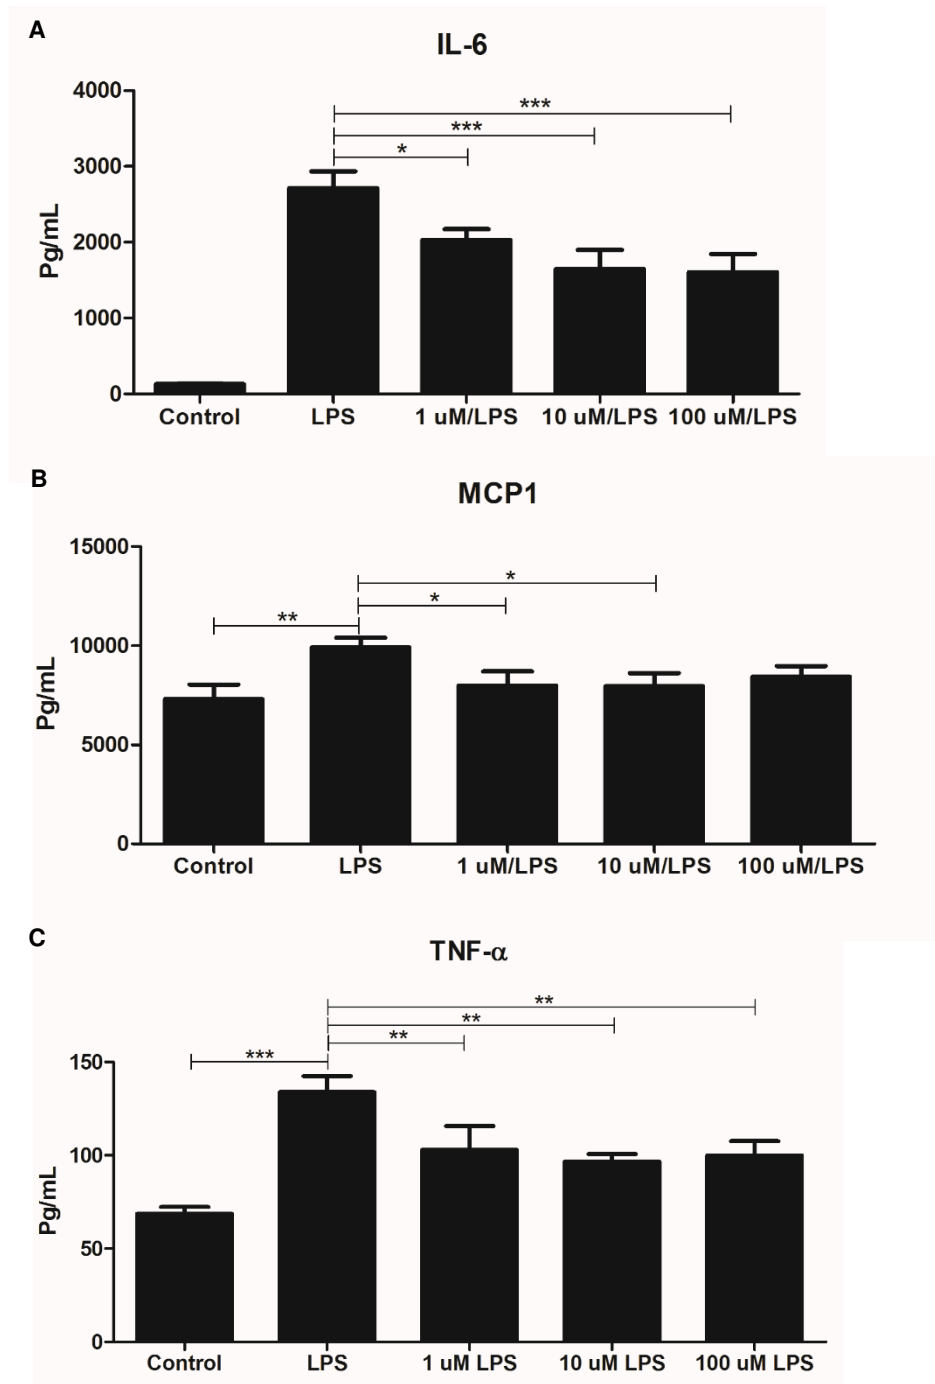 A
IL-6
4000
3000
2000
1000
0
Pg/mL
***
***
*
Control LPS 1 uM/LPS 10 uM/LPS 100 uM/LPS
B
MCP1
15000
10000
5000
0
Pg/mL
*
*
**
Control LPS 1 uM/LPS 10 uM/LPS 100 uM/LPS
C
TNF-α
150
100
50
0
Pg/mL
**
**
**
***
Control LPS 1 uM LPS 10 uM LPS 100 uM LPS